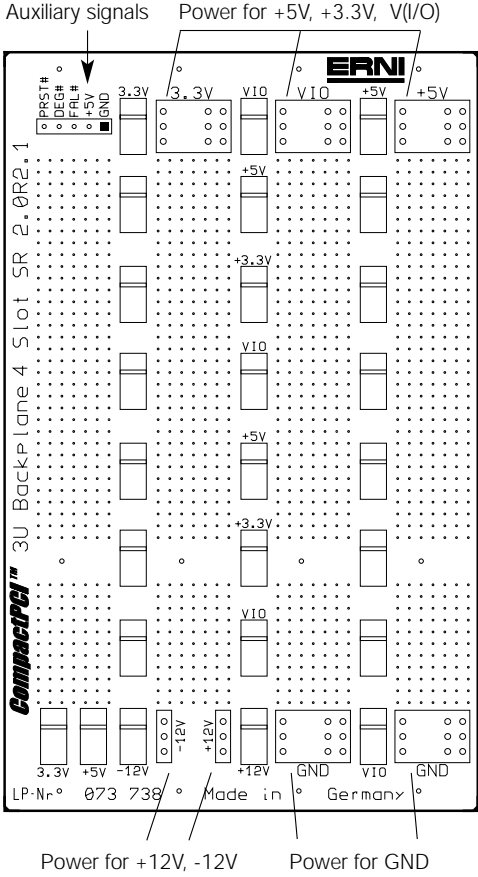 Auxiliary signals
Power for +5V, +3.3V, V(I/O)
ERNI
PRST#
DEG#
FAL#
+5V
GND
3.3V
3.3V
VIO
VIO
+5V
+5V
+5V
+3.3V
VIO
+5V
+3.3V
VIO
CompactPCI™ 3U Backplane 4 Slot SR 2.0R2.1
-12V
+12V
3.3V
+5V
-12V
+12V
GND
VIO
GND
LP-Nr° 073 738 Made in Germany
Power for +12V, -12V
Power for GND